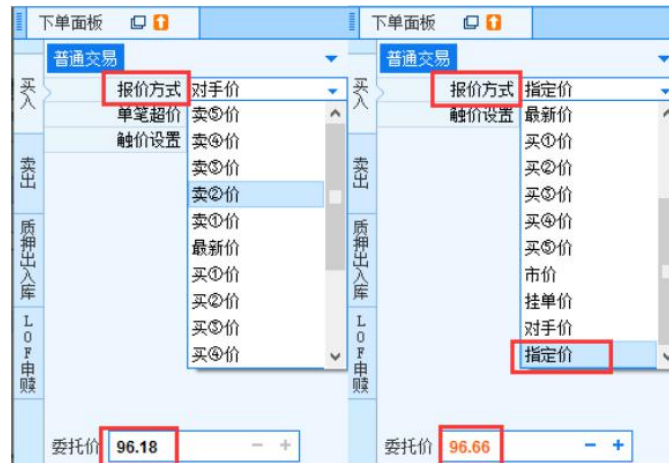 下单面板
普通交易
买入
报价方式 对手价
单笔超价 卖⑤价
触价设置 卖④价
卖③价
卖出
卖②价
卖①价
最新价
质押出入库
买①价
买②价
买③价
LOF申赎
买④价
委托价 96.18 − +
下单面板
普通交易
买入
报价方式 指定价
触价设置 最新价
买①价
买②价
卖出
买③价
买④价
买⑤价
质押出入库
市价
挂单价
对手价
LOF申赎
指定价
委托价 96.66 − +